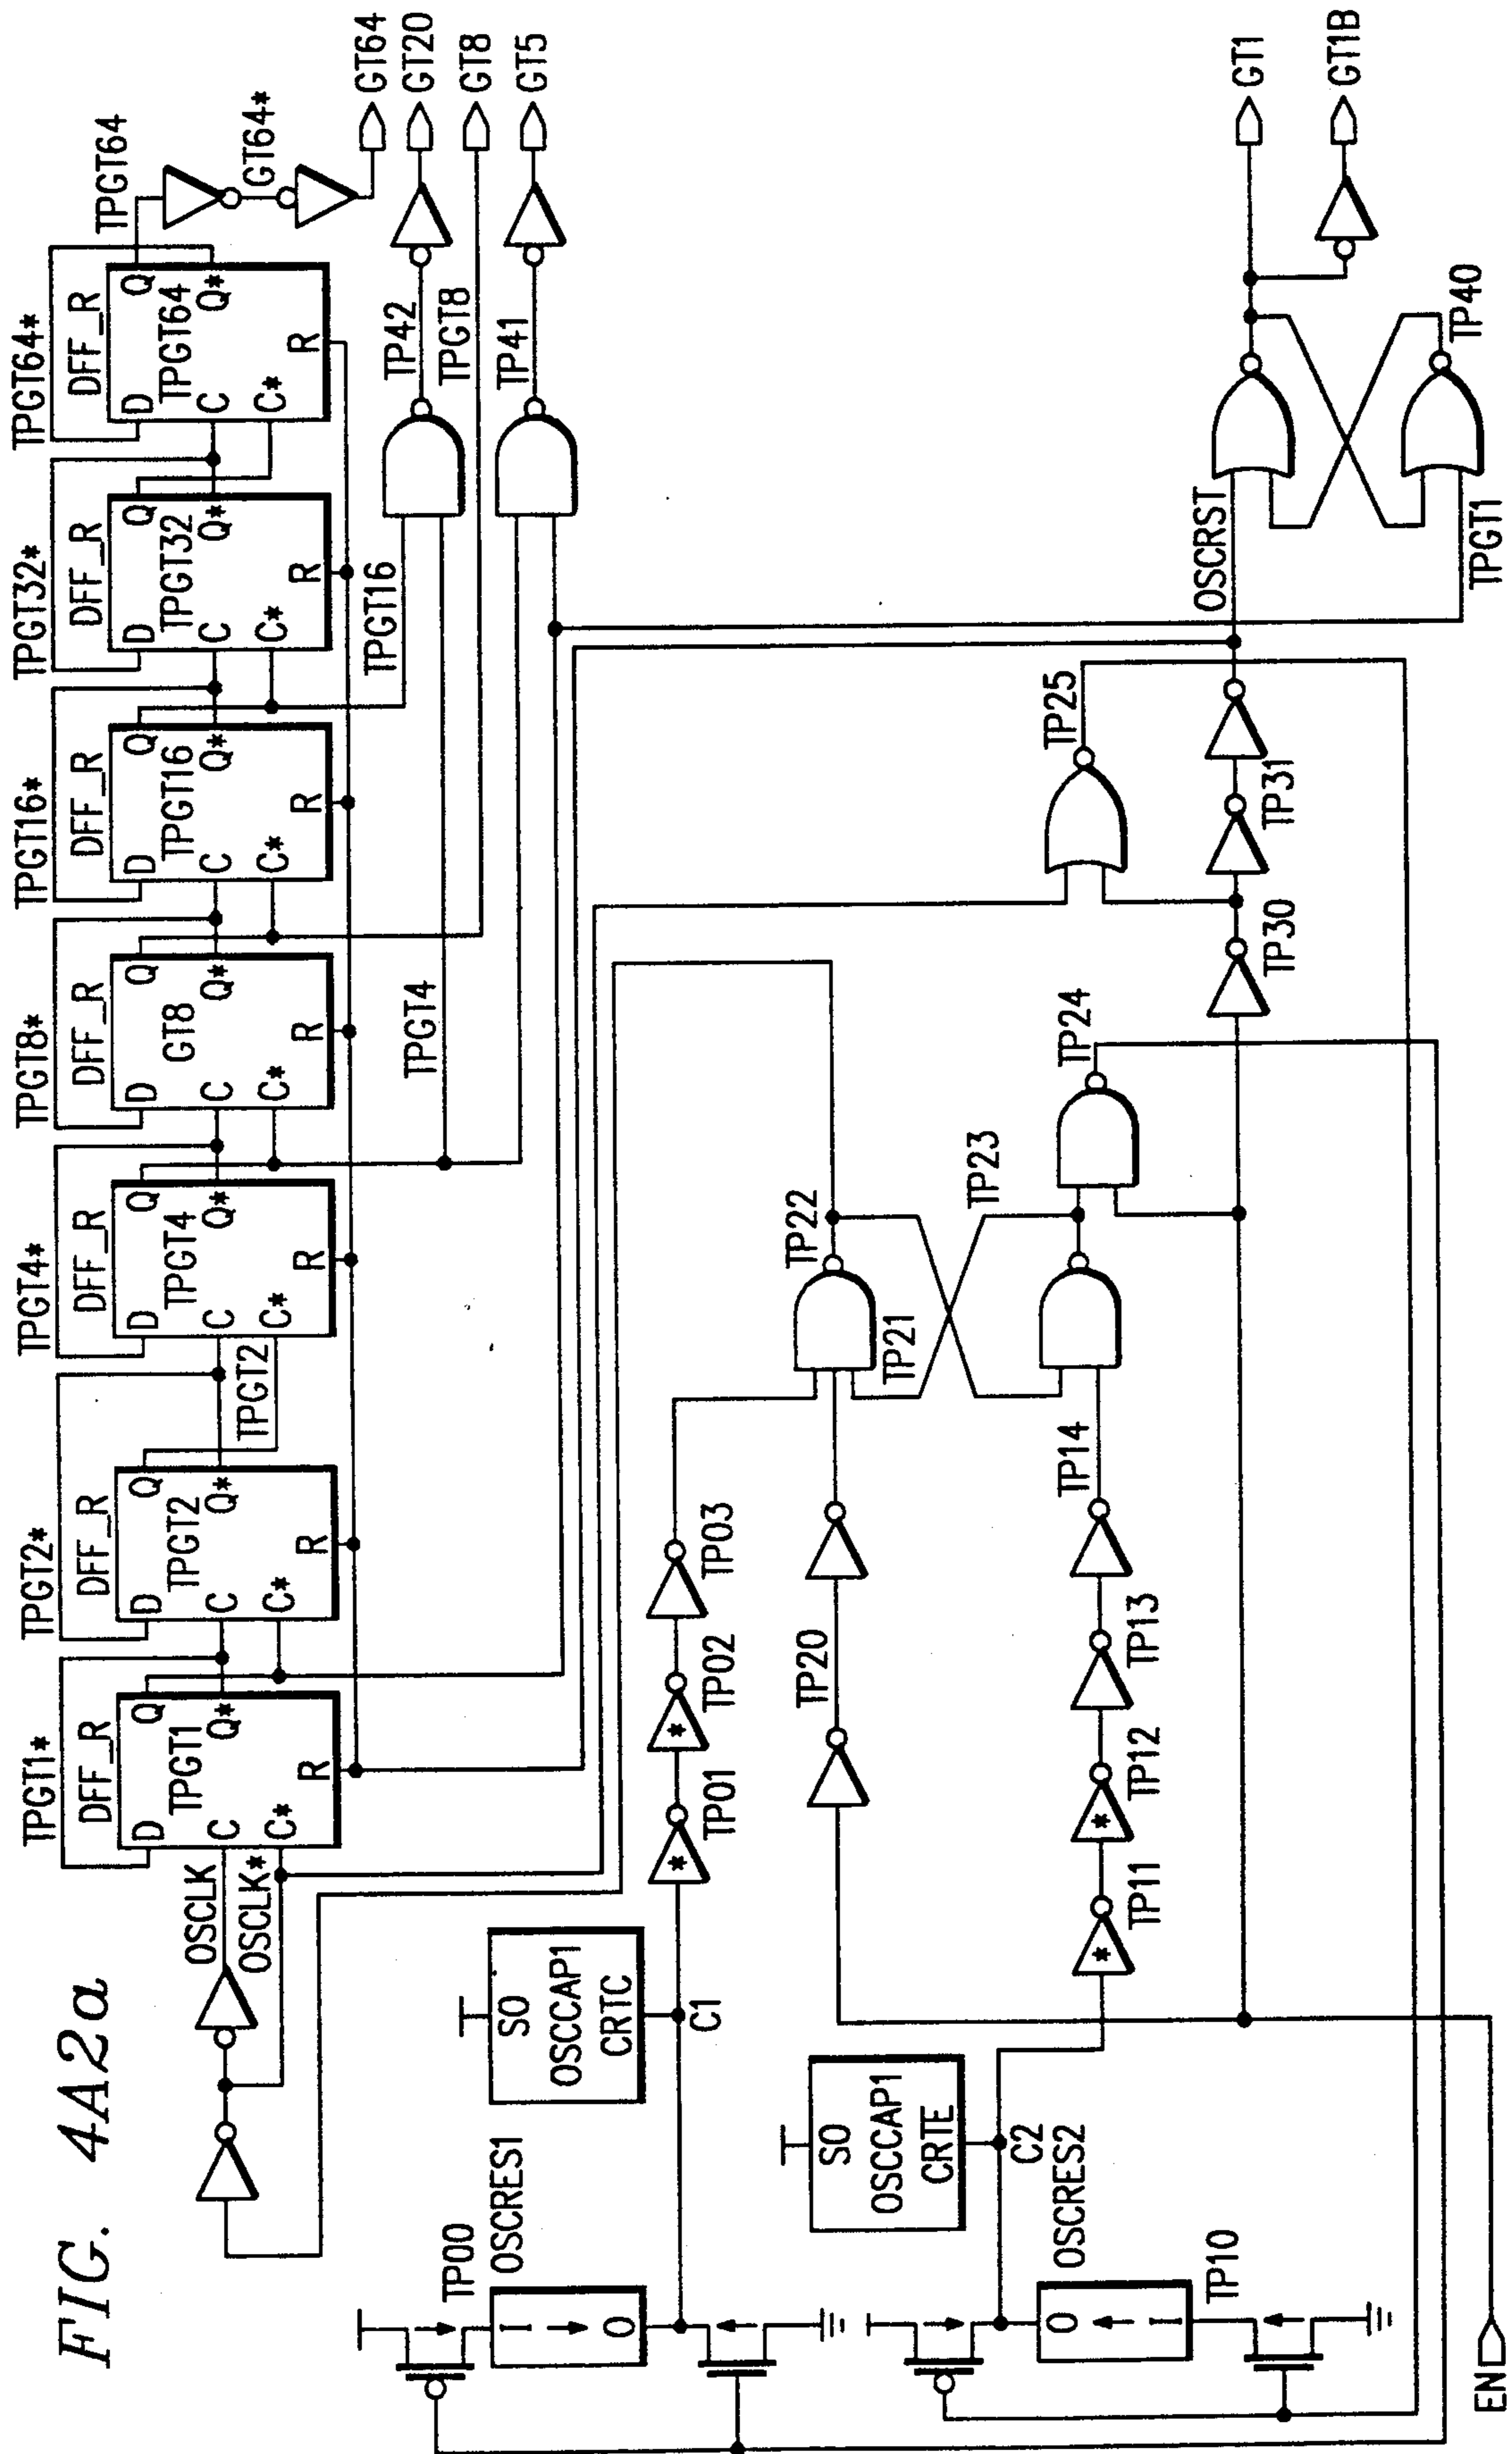 FIG. 4A2a
TPGT1*
TPGT2*
TPGT4*
TPGT8*
TPGT16*
TPGT32*
TPGT64*
DFF_R
D
Q
TPGT1
C
Q*
C*
R
DFF_R
D
Q
TPGT2
C
Q*
C*
R
DFF_R
D
Q
TPGT4
C
Q*
C*
R
DFF_R
D
Q
GT8
C
Q*
C*
R
DFF_R
D
Q
TPGT16
C
Q*
C*
R
DFF_R
D
Q
TPGT32
C
Q*
C*
R
DFF_R
D
Q
TPGT64
C
Q*
C*
R
OSCLK
OSCLK*
TPGT2
TPGT4
TPGT16
TPGT64
GT64*
GT64
TP42
GT20
TPGT8
GT8
TP41
GT5
TP00
OSCRES1
I
O
SO
OSCCAP1
CRTC
C1
TP01
TP02
TP03
SO
OSCCAP1
CRTE
C2
OSCRES2
O
I
TP10
TP20
TP21
TP22
TP11
TP12
TP13
TP14
TP23
TP24
TP25
TP30
TP31
OSCRST
TPGT1
TP40
GT1
GT1B
EN